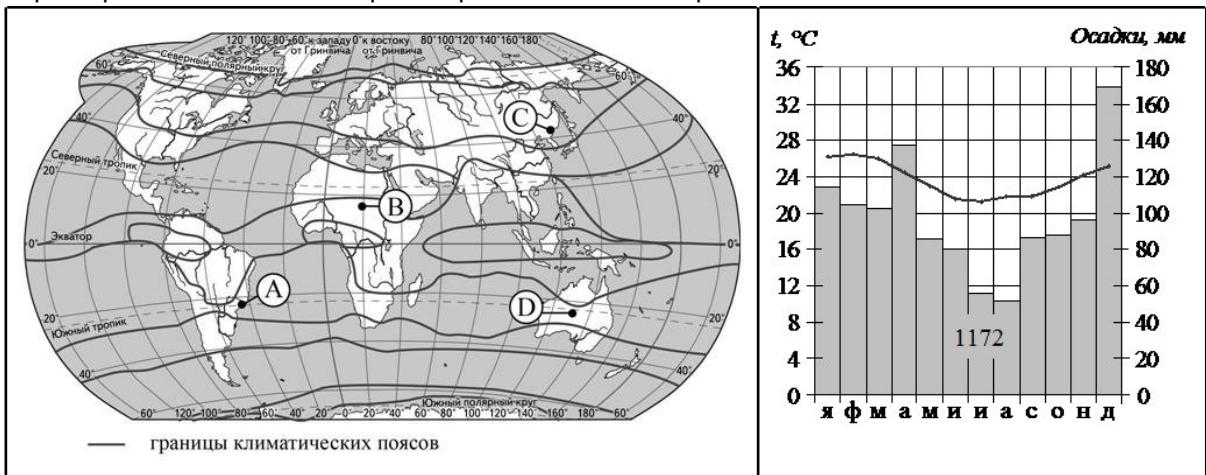 120° 100° 80° 60° к западу 0° к востоку 80° 100° 120° 140° 160° 180°
от Гринвича от Гринвича
Северный полярный круг
60° 60°
40° 40°
C
Северный тропик
20° 20°
B
Экватор
0° 0°
A
D
20° 20°
Южный тропик
40° 40°
Южный полярный круг
60° 120° 100° 80° 60° 40° 20° 0° 20° 40° 60° 80° 100° 120° 140° 160° 180° 60°
границы климатических поясов
t, °C Осадки, мм
36 180
32 160
28 140
24 120
20 100
16 80
12 60
8 40
1172
4 20
0 0
я ф м а м и и а с о н д